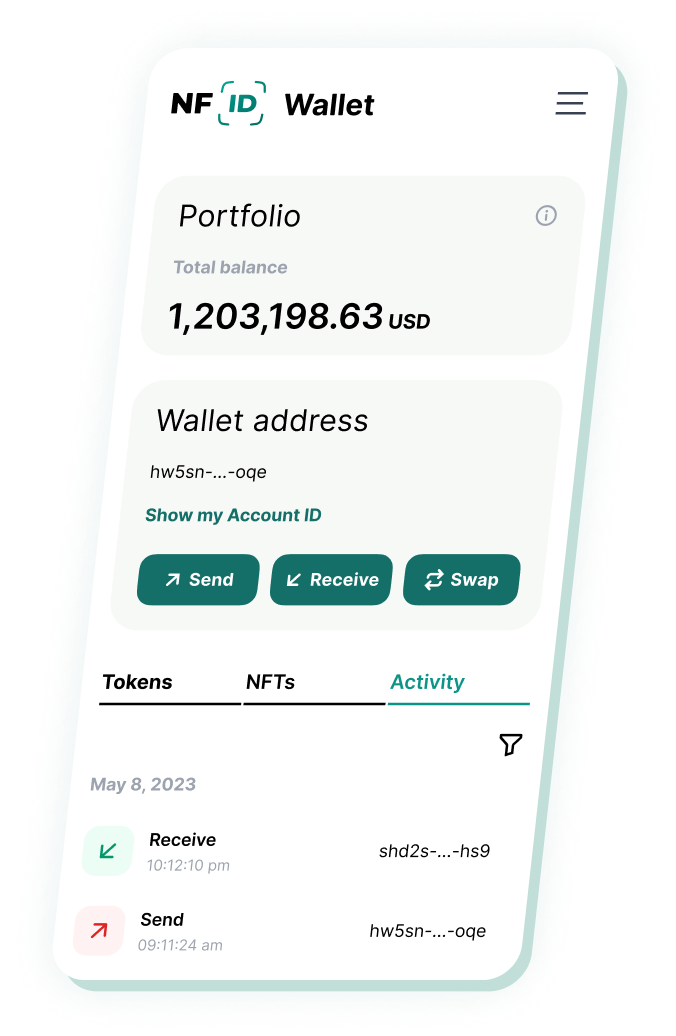 NF ID Wallet
Portfolio
Total balance
1,203,198.63 USD
Wallet address
hw5sn-...-oqe
Show my Account ID
Send Receive Swap
Tokens NFTs Activity
May 8, 2023
Receive
shd2s-...-hs9
10:12:10 pm
Send
hw5sn-...-oqe
09:11:24 am